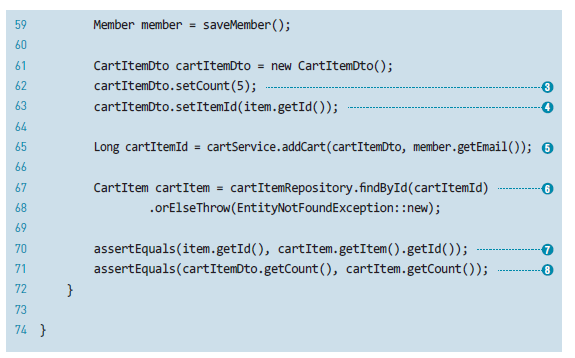 59 Member member = saveMember();
60
61 CartItemDto cartItemDto = new CartItemDto();
62 cartItemDto.setCount(5); ❸
63 cartItemDto.setItemId(item.getId()); ❹
64
65 Long cartItemId = cartService.addCart(cartItemDto, member.getEmail()); ❺
66
67 CartItem cartItem = cartItemRepository.findById(cartItemId) ❻
68 .orElseThrow(EntityNotFoundException::new);
69
70 assertEquals(item.getId(), cartItem.getItem().getId()); ❼
71 assertEquals(cartItemDto.getCount(), cartItem.getCount()); ❽
72 }
73
74 }